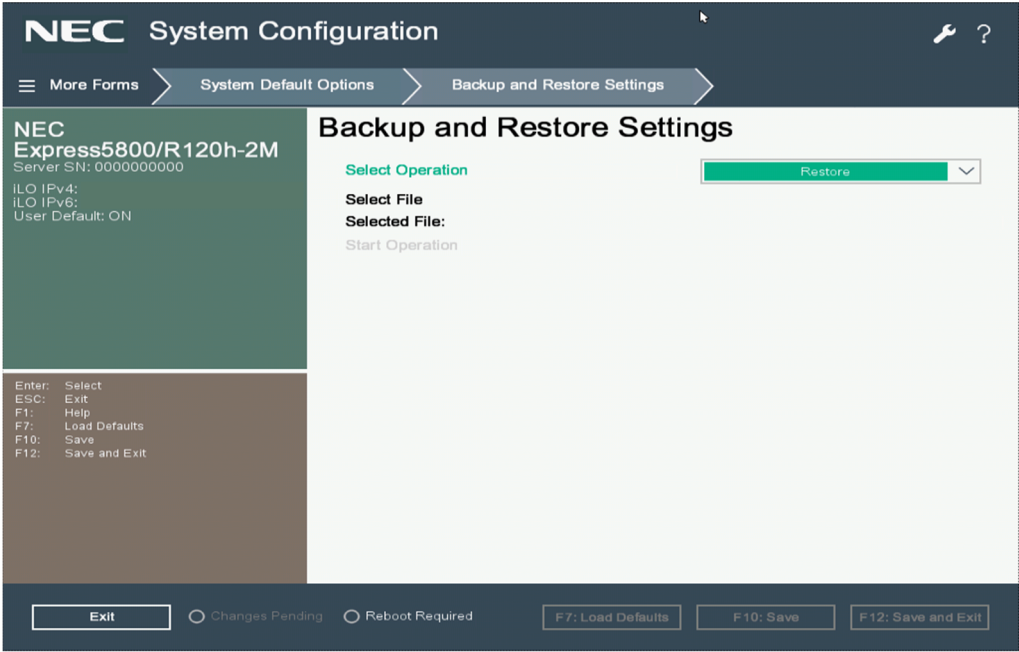 NEC System Configuration ?
More Forms System Default Options Backup and Restore Settings
NEC
Express5800/R120h-2M
Server SN: 0000000000
iLO IPv4:
iLO IPv6:
User Default: ON
Backup and Restore Settings
Select Operation Restore
Select File
Selected File:
Start Operation
Enter: Select
ESC: Exit
F1: Help
F7: Load Defaults
F10: Save
F12: Save and Exit
Exit Changes Pending Reboot Required F7: Load Defaults F10: Save F12: Save and Exit